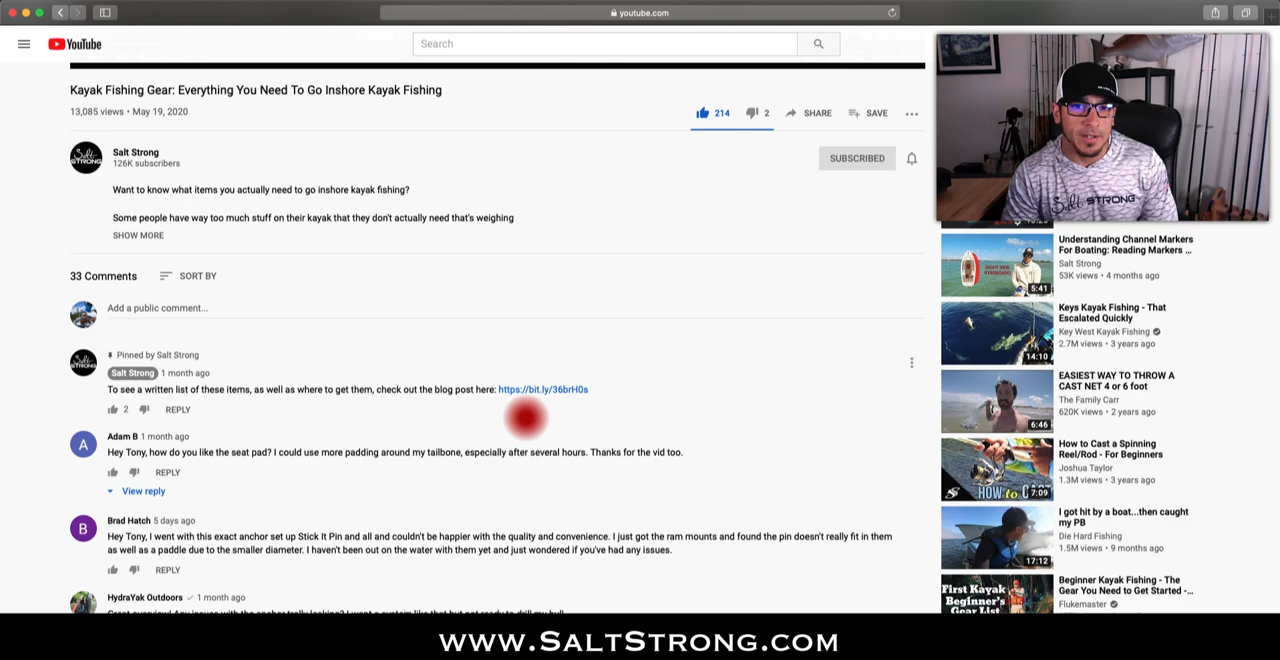 youtube.com
YouTube
Search
Kayak Fishing Gear: Everything You Need To Go Inshore Kayak Fishing
13,085 views • May 19, 2020
214
2
SHARE
SAVE
Salt STRONG
Salt Strong
126K subscribers
SUBSCRIBED
Want to know what items you actually need to go inshore kayak fishing?
Some people have way too much stuff on their kayak that they don't actually need that's weighing
SHOW MORE
33 Comments
SORT BY
Add a public comment...
Pinned by Salt Strong
Salt Strong 1 month ago
To see a written list of these items, as well as where to get them, check out the blog post here: https://bit.ly/36brH0s
2
REPLY
A
Adam B 1 month ago
Hey Tony, how do you like the seat pad? I could use more padding around my tailbone, especially after several hours. Thanks for the vid too.
REPLY
View reply
B
Brad Hatch 5 days ago
Hey Tony, I went with this exact anchor set up Stick It Pin and all and couldn't be happier with the quality and convenience. I just got the ram mounts and found the pin doesn't really fit in them
as well as a paddle due to the smaller diameter. I haven't been out on the water with them yet and just wondered if you've had any issues.
REPLY
HydraYak Outdoors 1 month ago
Salt STRONG
Understanding Channel Markers
For Boating: Reading Markers ...
Salt Strong
53K views • 4 months ago
5:41
Keys Kayak Fishing - That
Escalated Quickly
Key West Kayak Fishing
2.7M views • 3 years ago
14:10
EASIEST WAY TO THROW A
CAST NET 4 or 6 foot
The Family Carr
620K views • 2 years ago
6:46
How to Cast a Spinning
Reel/Rod - For Beginners
Joshua Taylor
1.3M views • 3 years ago
HOW to
7:09
I got hit by a boat...then caught
my PB
Die Hard Fishing
1.5M views • 9 months ago
17:12
Beginner Kayak Fishing - The
Gear You Need to Get Started -...
Flukemaster
First Kayak
Beginner's
Gear List
www.SaltStrong.com